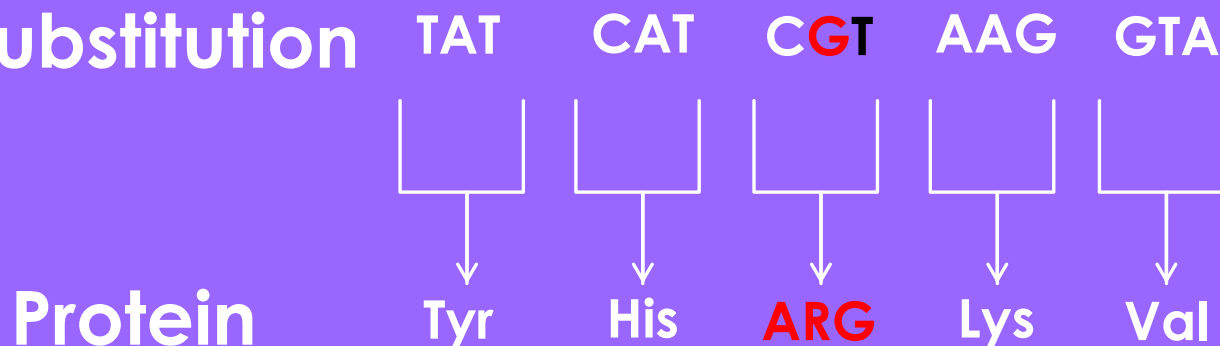 ubstitution TAT CAT CGT AAG GTA
Protein Tyr His ARG Lys Val